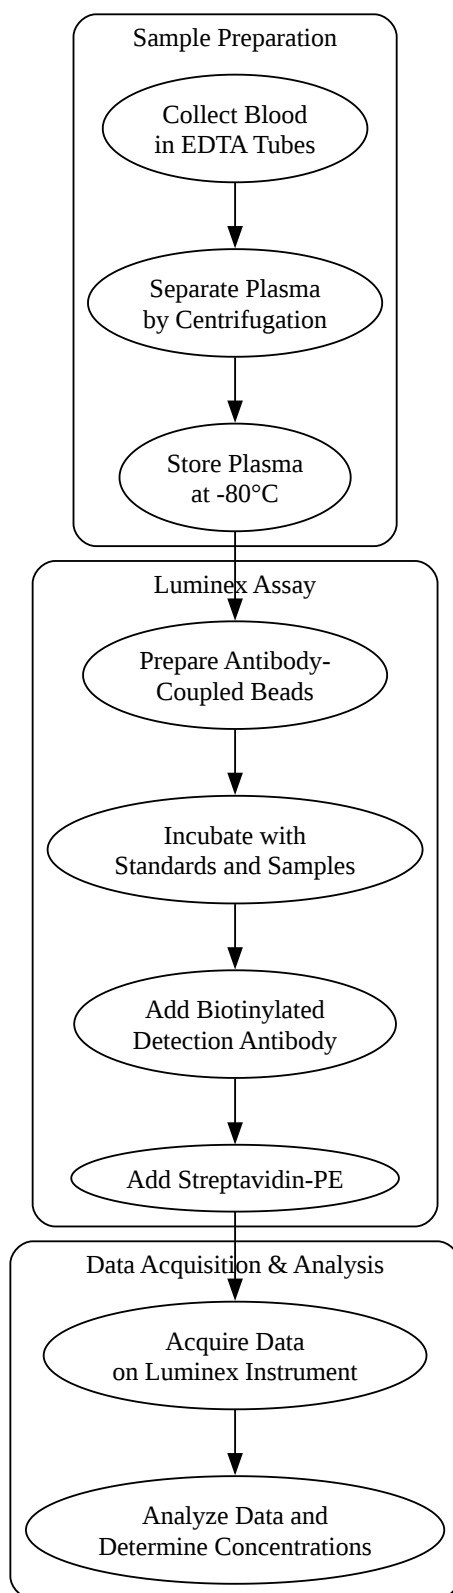 Sample Preparation
Collect Blood
in EDTA Tubes
Separate Plasma
by Centrifugation
Store Plasma
at -80°C
Luminex Assay
Prepare Antibody-
Coupled Beads
Incubate with
Standards and Samples
Add Biotinylated
Detection Antibody
Add Streptavidin-PE
Data Acquisition & Analysis
Acquire Data
on Luminex Instrument
Analyze Data and
Determine Concentrations